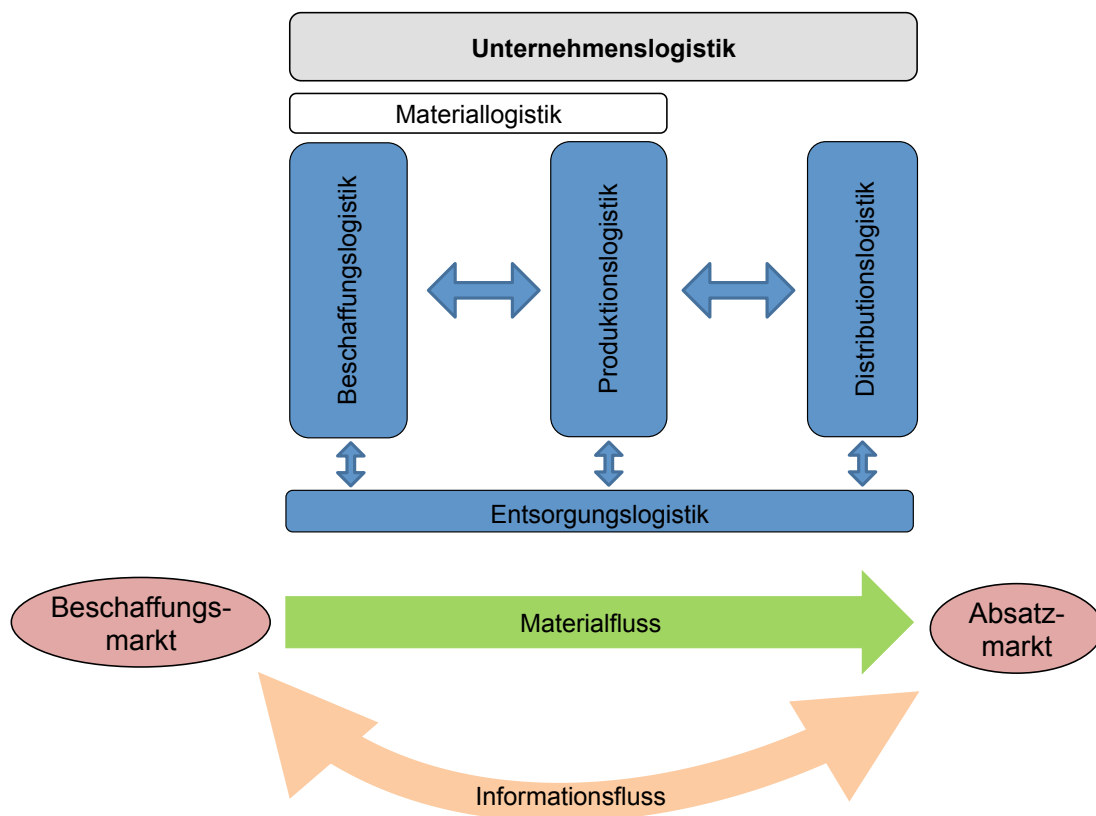 Unternehmenslogistik
Materiallogistik
Beschaffungslogistik
Produktionslogistik
Distributionslogistik
Entsorgungslogistik
Beschaffungs-
markt
Materialfluss
Absatz-
markt
Informationsfluss